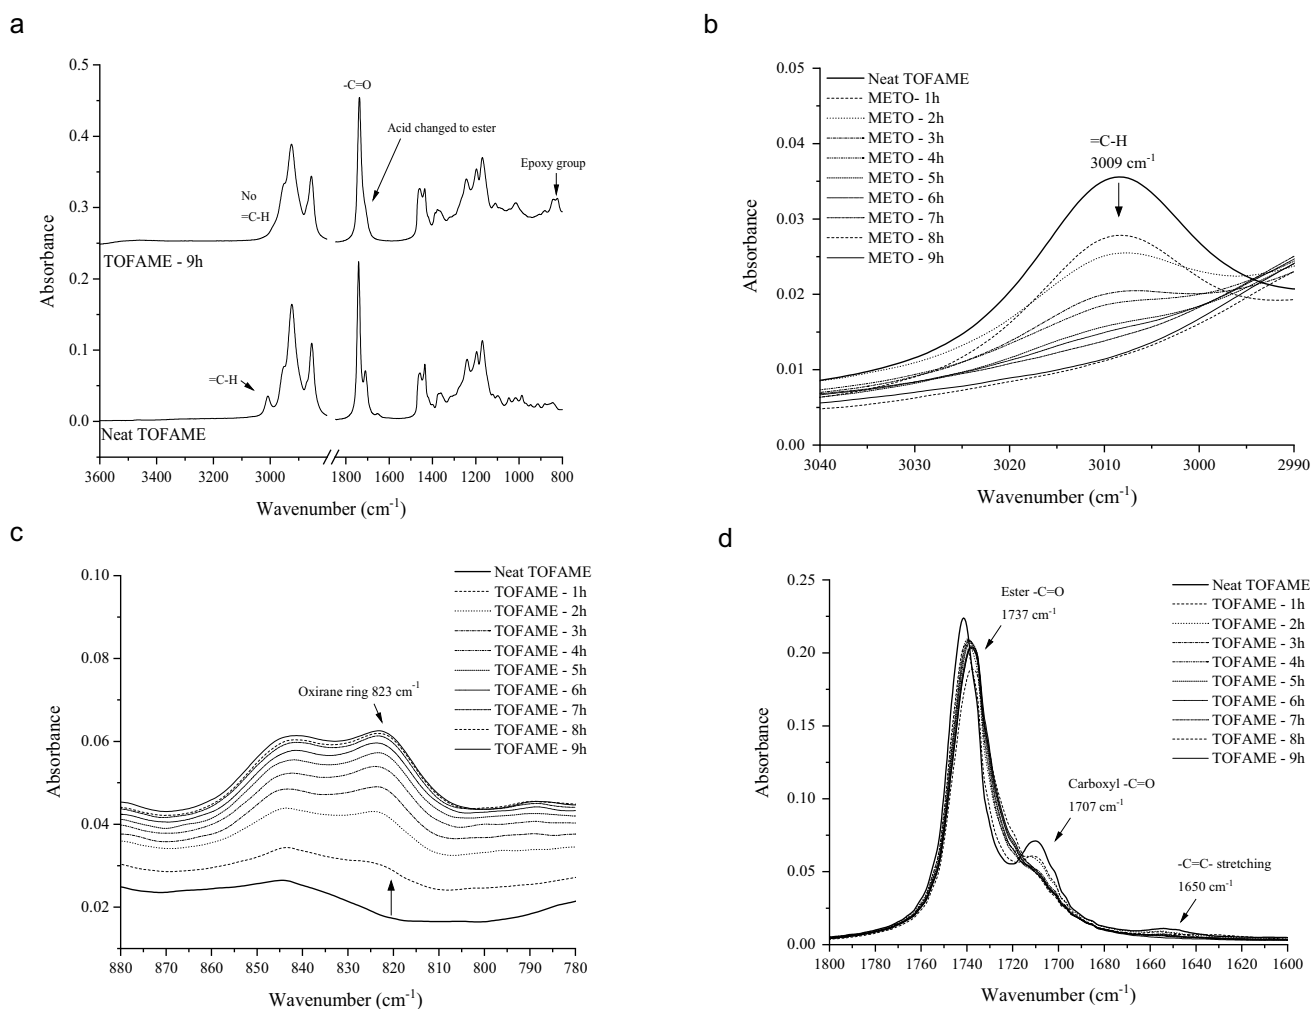 a
0.5
0.4
0.3
0.2
0.1
0.0
Absorbance
-C=O
Acid changed to ester
Epoxy group
No
=C-H
TOFAME - 9h
=C-H
Neat TOFAME
3600 3400 3200 3000 1800 1600 1400 1200 1000 800
Wavenumber (cm-1)
b
0.05
0.04
0.03
0.02
0.01
0.00
Absorbance
Neat TOFAME
METO- 1h
METO - 2h
METO - 3h
METO - 4h
METO - 5h
METO - 6h
METO - 7h
METO - 8h
METO - 9h
=C-H
3009 cm-1
3040 3030 3020 3010 3000 2990
Wavenumber (cm-1)
c
0.10
0.08
0.06
0.04
0.02
Absorbance
Neat TOFAME
TOFAME - 1h
TOFAME - 2h
TOFAME - 3h
TOFAME - 4h
TOFAME - 5h
TOFAME - 6h
TOFAME - 7h
TOFAME - 8h
TOFAME - 9h
Oxirane ring 823 cm-1
880 870 860 850 840 830 820 810 800 790 780
Wavenumber (cm-1)
d
0.25
0.20
0.15
0.10
0.05
0.00
Absorbance
Ester -C=O
1737 cm-1
Carboxyl -C=O
1707 cm-1
-C=C- stretching
1650 cm-1
Neat TOFAME
TOFAME - 1h
TOFAME - 2h
TOFAME - 3h
TOFAME - 4h
TOFAME - 5h
TOFAME - 6h
TOFAME - 7h
TOFAME - 8h
TOFAME - 9h
1800 1780 1760 1740 1720 1700 1680 1660 1640 1620 1600
Wavenumber (cm-1)